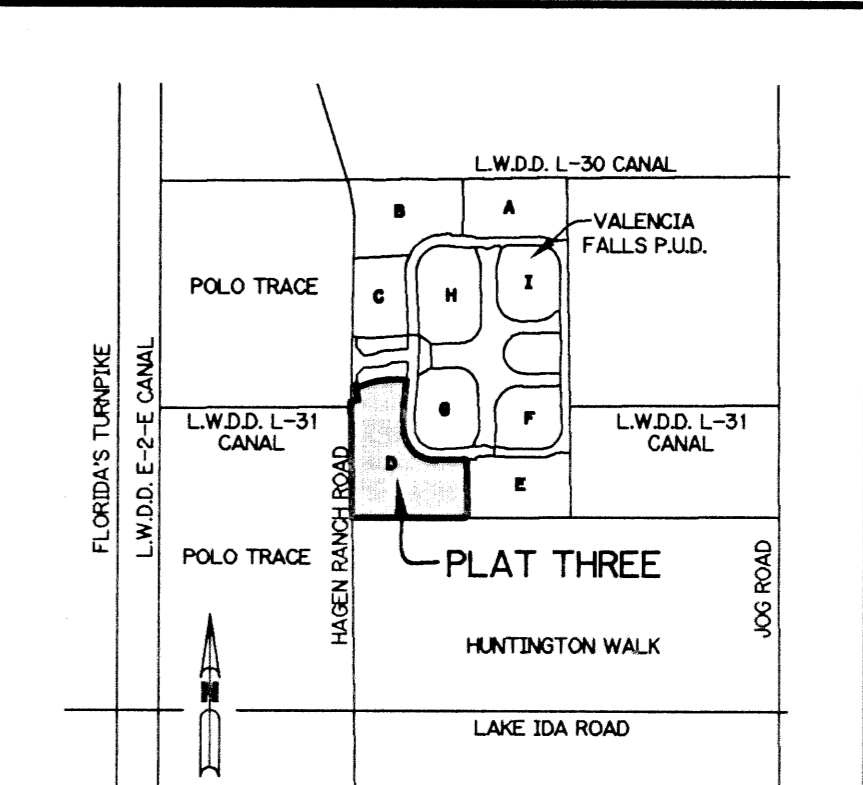 L.W.D.D. L-30 CANAL
B
A
VALENCIA
FALLS P.U.D.
POLO TRACE
C
H
I
FLORIDA'S TURNPIKE
L.W.D.D. E-2-E CANAL
L.W.D.D. L-31
CANAL
G
F
L.W.D.D. L-31
CANAL
D
E
HAGEN RANCH ROAD
POLO TRACE
PLAT THREE
JOG ROAD
HUNTINGTON WALK
N
LAKE IDA ROAD